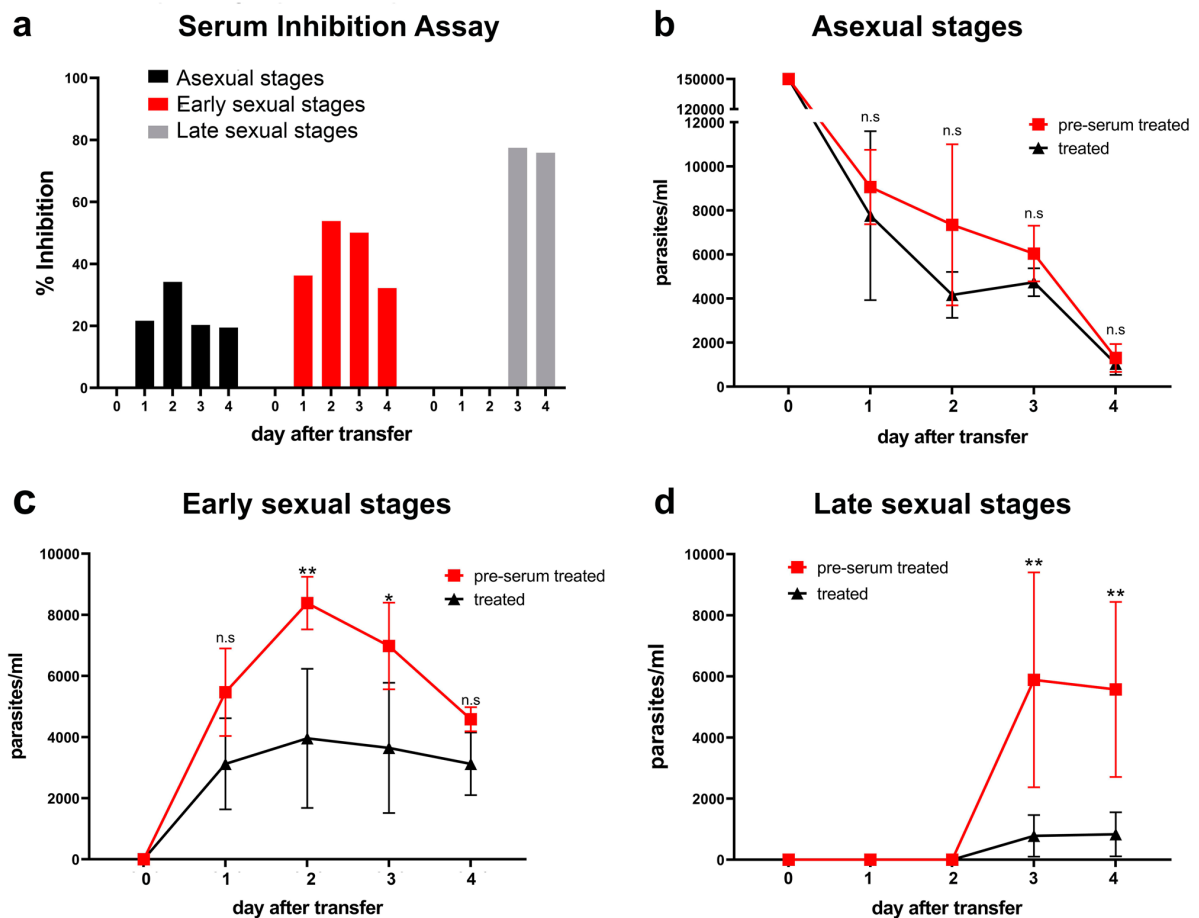 a
Serum Inhibition Assay
100
80
60
40
20
0
% Inhibition
Asexual stages
Early sexual stages
Late sexual stages
0 1 2 3 4 0 1 2 3 4 0 1 2 3 4
day after transfer
b
Asexual stages
150000
120000
12000
10000
8000
6000
4000
2000
0
parasites/ml
n.s
n.s
n.s
n.s
pre-serum treated
treated
0 1 2 3 4
day after transfer
c
Early sexual stages
10000
8000
6000
4000
2000
0
parasites/ml
n.s
**
*
n.s
pre-serum treated
treated
0 1 2 3 4
day after transfer
d
Late sexual stages
10000
8000
6000
4000
2000
0
parasites/ml
pre-serum treated
treated
**
**
0 1 2 3 4
day after transfer